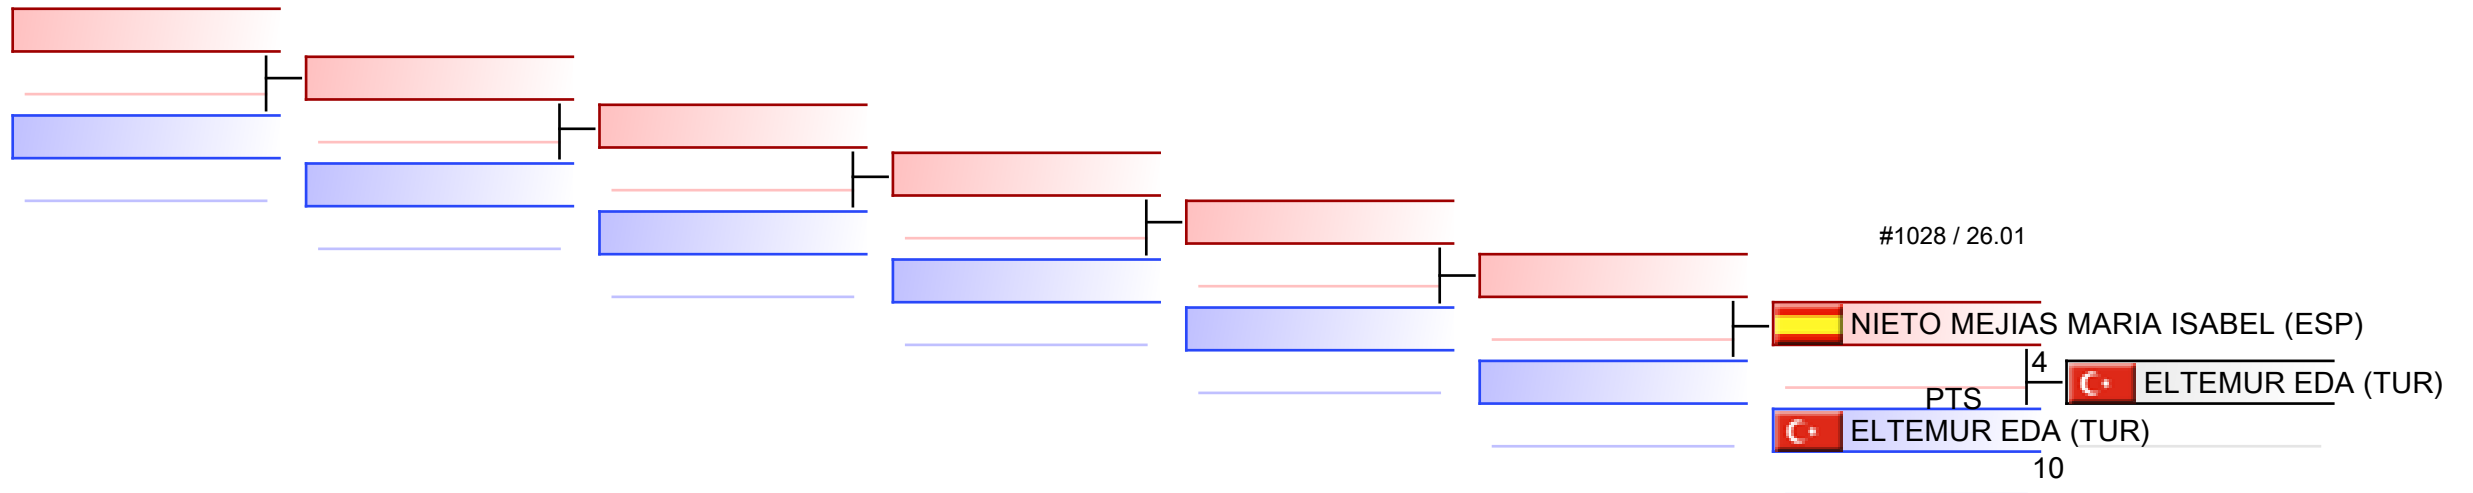 #1028 / 26.01
NIETO MEJIAS MARIA ISABEL (ESP)
4
ELTEMUR EDA (TUR)
PTS
ELTEMUR EDA (TUR)
10